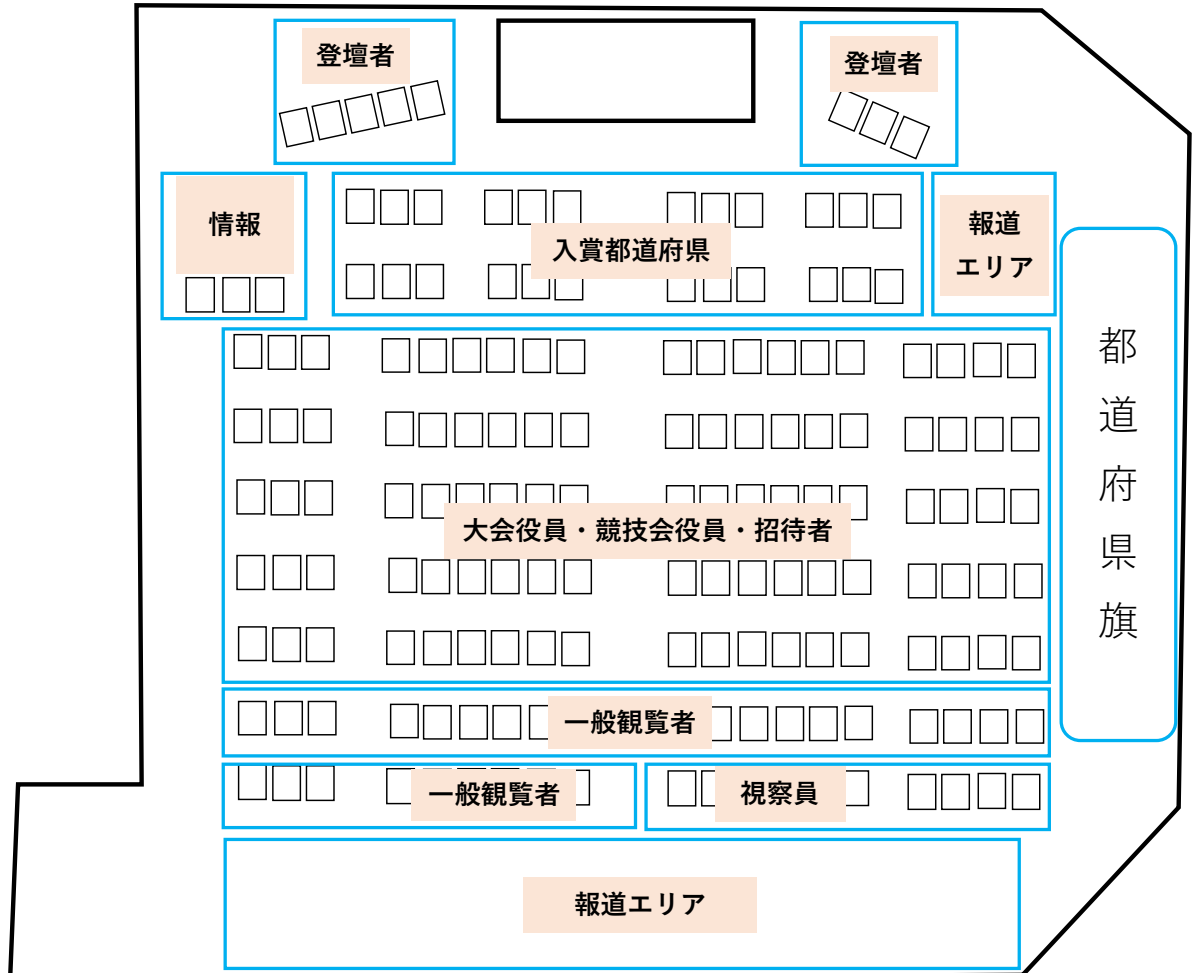 登壇者
登壇者
情報
入賞都道府県
報道
エリア
都道府県旗
大会役員・競技会役員・招待者
一般観覧者
一般観覧者
視察員
報道エリア